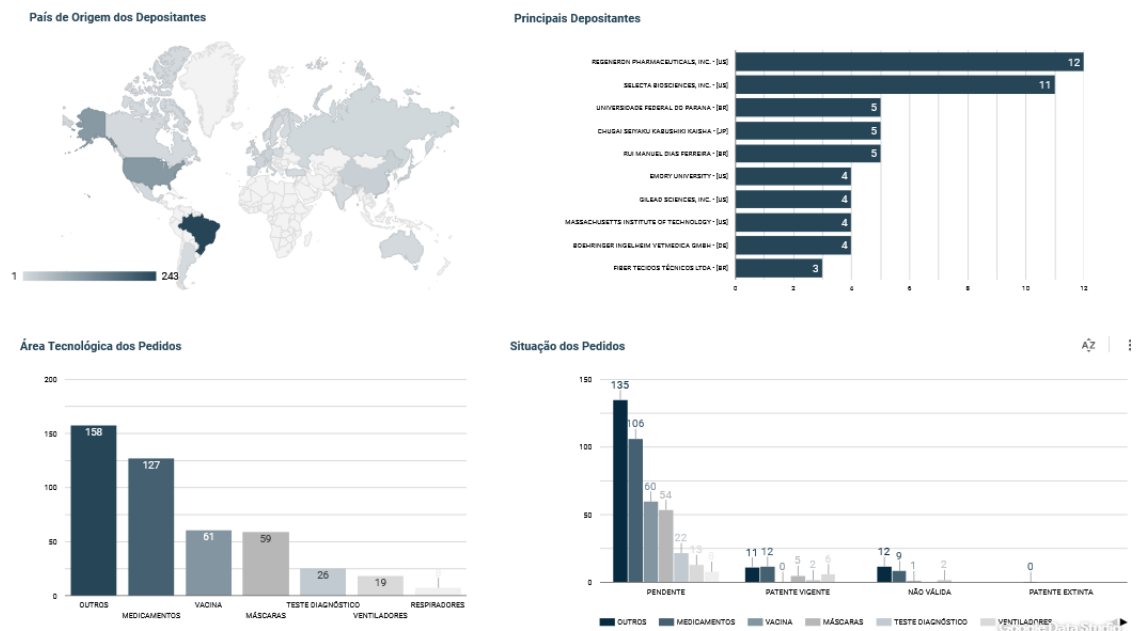 País de Origem dos Depositantes
1
243
Principais Depositantes
REGENERON PHARMACEUTICALS, INC. - [US]
12
SELECTA BIOSCIENCES, INC. - [US]
11
UNIVERSIDADE FEDERAL DO PARANA - [BR]
5
CHUGAI SEIYAKU KABUSHIKI KAISHA - [JP]
5
RUI MANUEL DIAS FERREIRA - [BR]
5
EMORY UNIVERSITY - [US]
4
GILEAD SCIENCES, INC. - [US]
4
MASSACHUSETTS INSTITUTE OF TECHNOLOGY - [US]
4
BOEHRINGER INGELHEIM VETMEDICA GMBH - [DE]
4
FIBER TECIDOS TÉCNICOS LTDA - [BR]
3
0 2 4 6 8 10 12
Área Tecnológica dos Pedidos
200
150
100
50
0
158
127
61
59
26
19
OUTROS
MEDICAMENTOS
VACINA
MÁSCARAS
TESTE DIAGNÓSTICO
VENTILADORES
RESPIRADORES
Situação dos Pedidos
AZ
150
100
50
0
135
106
60
54
22
13
11
12
0
5
2
6
12
9
1
2
0
PENDENTE
PATENTE VIGENTE
NÃO VÁLIDA
PATENTE EXTINTA
OUTROS
MEDICAMENTOS
VACINA
MÁSCARAS
TESTE DIAGNÓSTICO
VENTILADORES
Google Data Studio